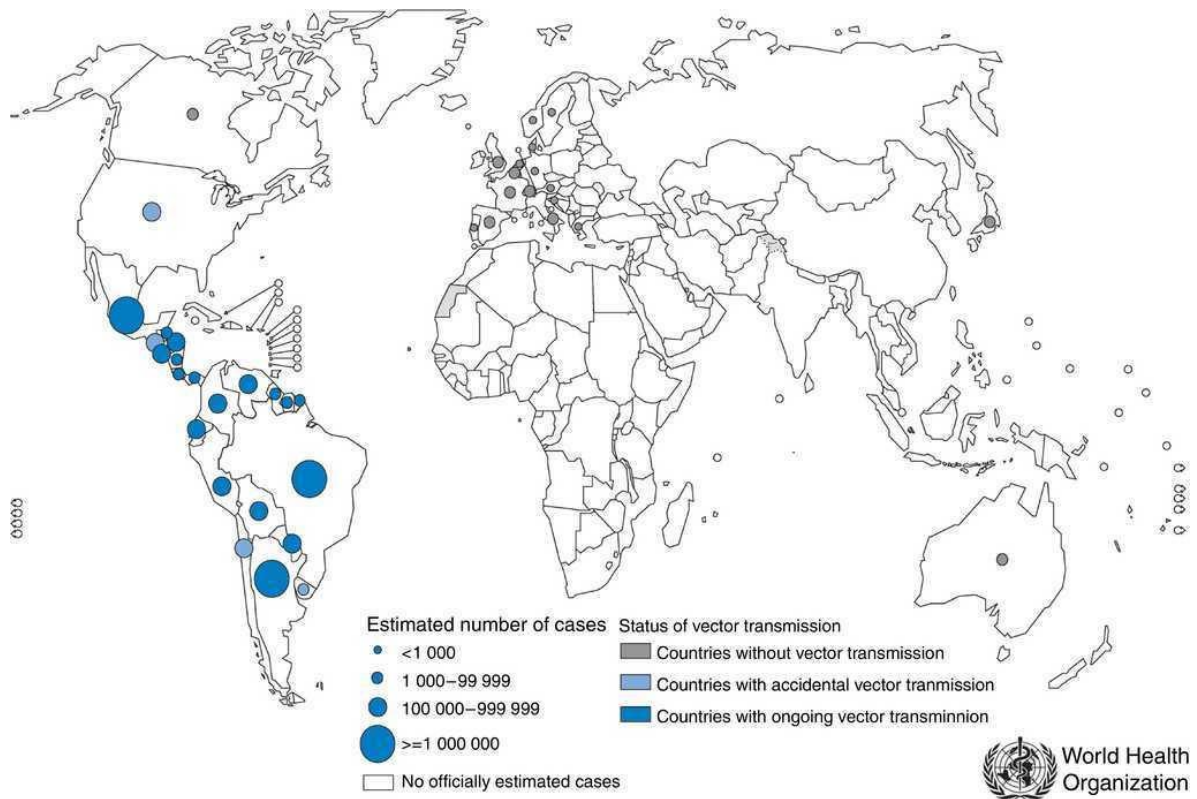 Estimated number of cases
<1 000
1 000–99 999
100 000–999 999
>=1 000 000
No officially estimated cases
Status of vector transmission
Countries without vector transmission
Countries with accidental vector tranmission
Countries with ongoing vector transminnion
World Health
Organization